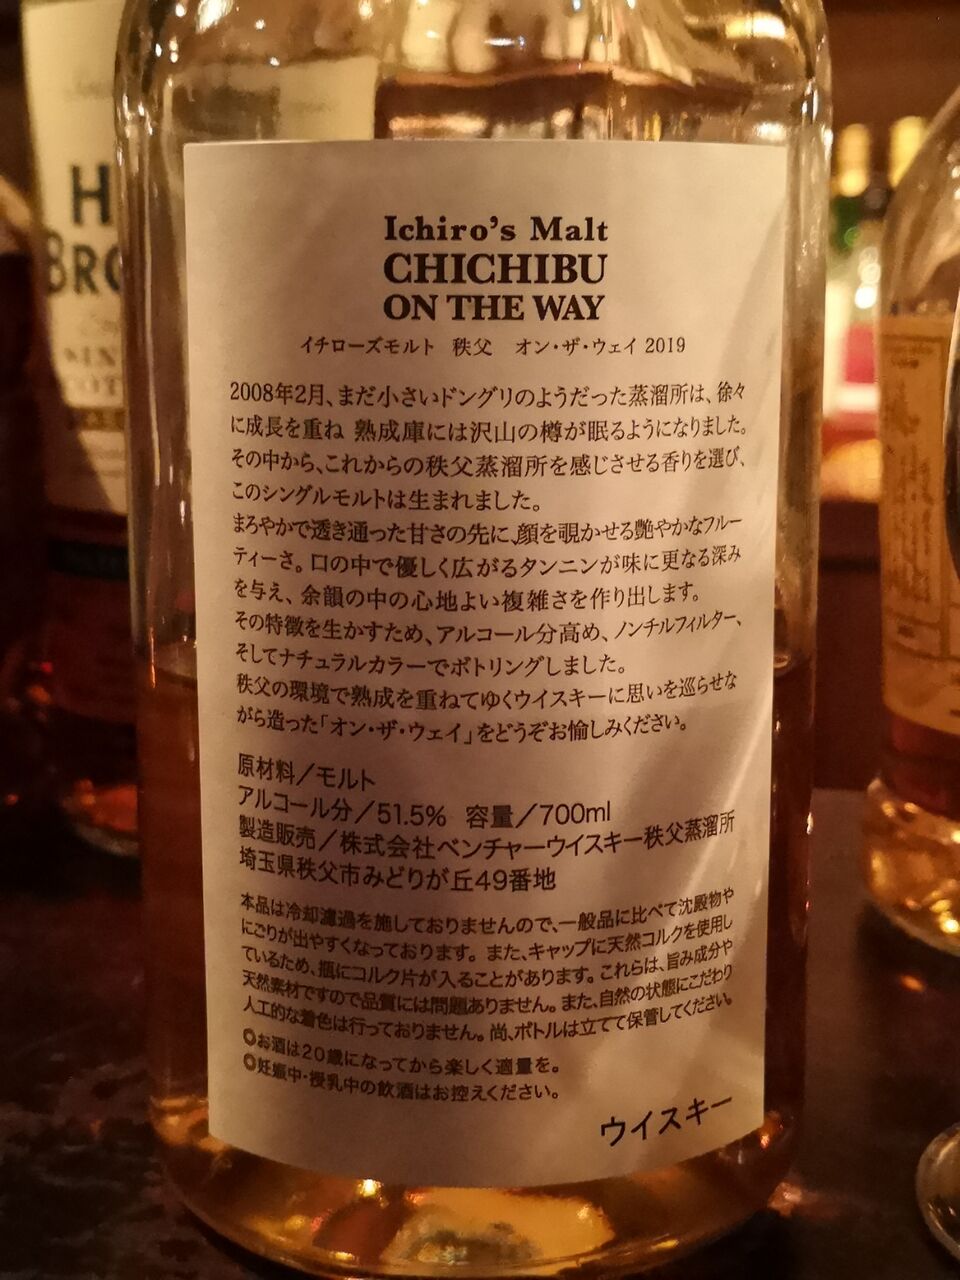 Ichiro's Malt
CHICHIBU
ON THE WAY
イチローズモルト 秩父 オン・ザ・ウェイ 2019
2008年2月、まだ小さいドングリのようだった蒸溜所は、徐々
に成長を重ね 熟成庫には沢山の樽が眠るようになりました。
その中から、これからの秩父蒸溜所を感じさせる香りを選び、
このシングルモルトは生まれました。
まろやかで透き通った甘さの先に、顔を覗かせる艶やかなフルー
ティーさ。口の中で優しく広がるタンニンが味に更なる深み
を与え、余韻の中の心地よい複雑さを作り出します。
その特徴を生かすため、アルコール分高め、ノンチルフィルター、
そしてナチュラルカラーでボトリングしました。
秩父の環境で熟成を重ねてゆくウイスキーに思いを巡らせな
がら造った「オン・ザ・ウェイ」をどうぞお愉しみください。
原材料／モルト
アルコール分／51.5% 容量／700ml
製造販売／株式会社ベンチャーウイスキー秩父蒸溜所
埼玉県秩父市みどりが丘49番地
本品は冷却濾過を施しておりませんので、一般品に比べて沈殿物や
にごりが出やすくなっております。また、キャップに天然コルクを使用し
ているため、瓶にコルク片が入ることがあります。これらは、旨み成分や
天然素材ですので品質には問題ありません。また、自然の状態にこだわり
人工的な着色は行っておりません。尚、ボトルは立てて保管してください。
◎お酒は20歳になってから楽しく適量を。
◎妊娠中・授乳中の飲酒はお控えください。
ウイスキー
H
BRO